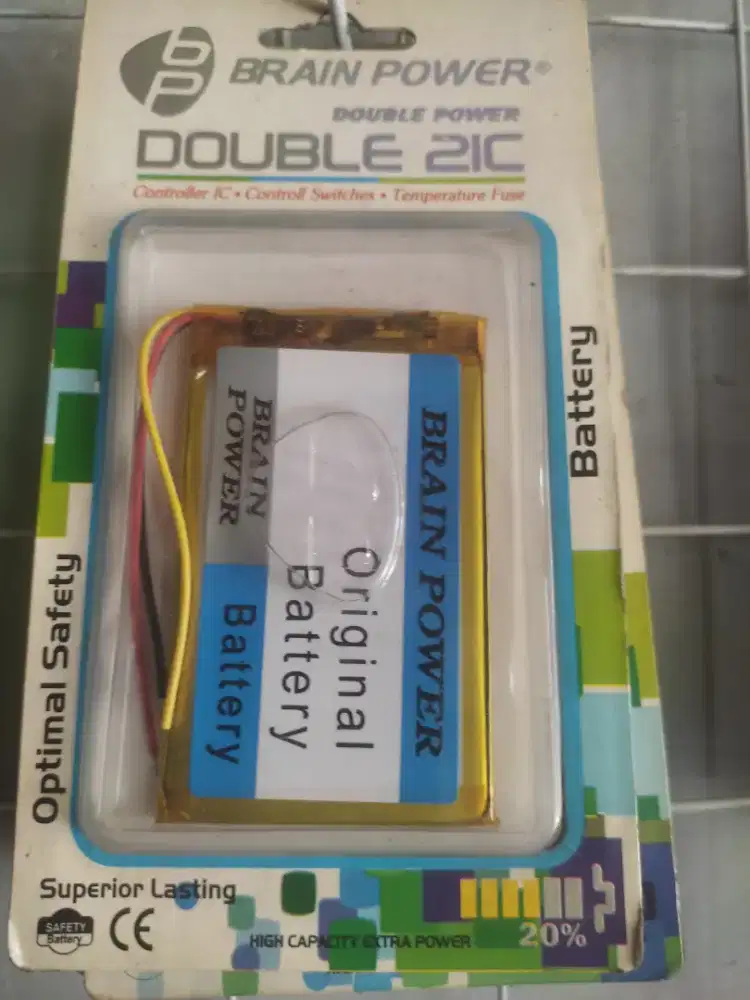 bp
BRAIN POWER®
DOUBLE POWER
DOUBLE 2IC
Controller IC • Controll Switches • Temperature Fuse
Battery
BRAIN POWER
Original
Battery
BRAIN
POWER
Battery
Optimal Safety
Superior Lasting
SAFETY
Battery
CE
HIGH CAPACITY EXTRA POWER
20%